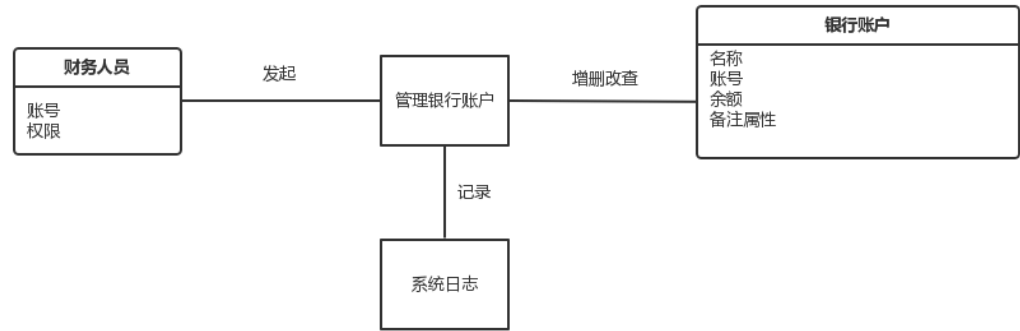 财务人员
账号
权限
发起
管理银行账户
增删改查
银行账户
名称
账号
余额
备注属性
记录
系统日志